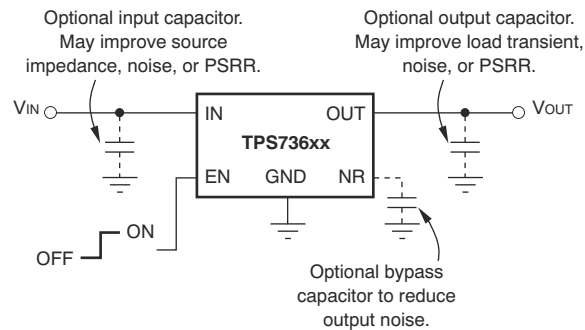 Optional input capacitor.
May improve source
impedance, noise, or PSRR.
Optional output capacitor.
May improve load transient,
noise, or PSRR.
VIN
IN
OUT
VOUT
TPS736xx
EN
GND
NR
ON
OFF
Optional bypass
capacitor to reduce
output noise.